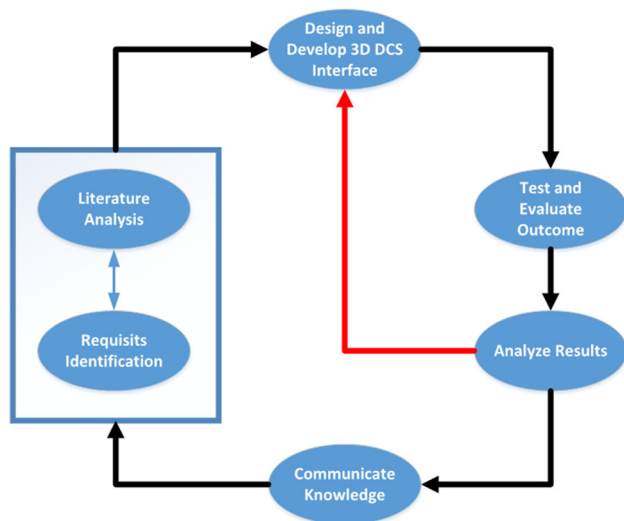 Design and
Develop 3D DCS
Interface
Literature
Analysis
Test and
Evaluate
Outcome
Requisits
Identification
Analyze Results
Communicate
Knowledge